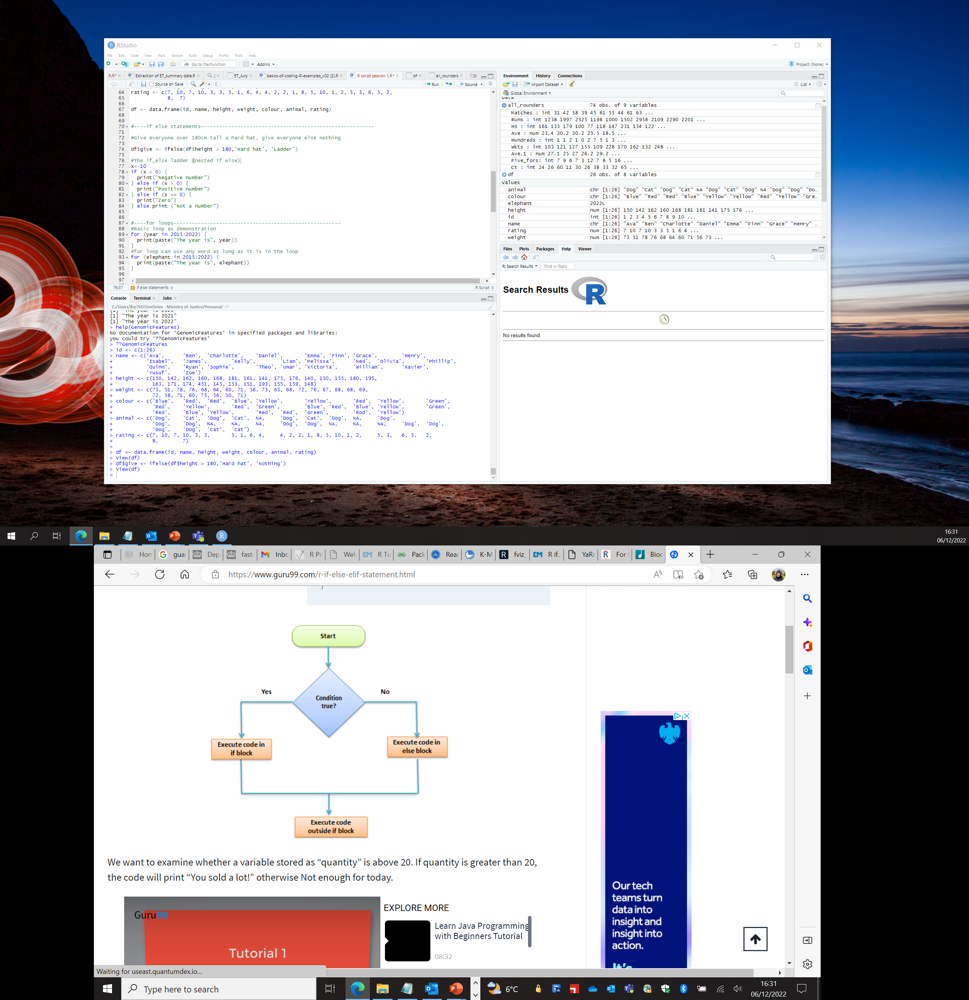 RStudio
File Edit Code View Plots Session Build Debug Profile Tools Help
Go to file/function Addins Project: (None)
R.R* Extraction of ET_summary data.R j ET_Jury basics-of-coding-R-examples_v02 (2).R R script session 1.R* df all_rounders
Source on Save Run Source
64 rating <- c(7, 10, 7, 10, 3, 3, 5, 1, 6, 4, 4, 2, 2, 1, 8, 5, 10, 1, 2, 5, 3, 6, 5, 2,
65 8, 7)
66
67 df <- data.frame(id, name, height, weight, colour, animal, rating)
68
69
70 #----if else statements---------------------------------------------------------
71
72 #Give everyone over 180cm tall a hard hat, give everyone else nothing
73
74 df$give <- ifelse(df$height > 180,'Hard hat', 'Ladder')
75
76 #The if_else ladder (nested if else)
77 x<-10
78 if (x < 0) {
79 print("Negative number")
80 } else if (x > 0) {
81 print("Positive number")
82 } else if (x == 0) {
83 print("Zero")
84 } else print ("Not a number")
85
86
87 #----for loops-------------------------------------------------------
88 #Basic loop as demonstration
89 for (year in 2015:2022) {
90 print(paste("The year is", year))
91 }
92 #for loop can use any word as long as it is in the loop
93 for (elephant in 2015:2022) {
94 print(paste("The year is", elephant))
95 }
96
97
76:37 if else statements R Script
Console Terminal Jobs
C:/Users/lby76f/OneDrive - Ministry of Justice/Personal/
[1] "The year is 2020"
[1] "The year is 2021"
[1] "The year is 2022"
> help(GenomicFeatures)
No documentation for ‘GenomicFeatures’ in specified packages and libraries:
you could try ‘??GenomicFeatures’
> ??GenomicFeatures
> id <- c(1:26)
> name <- c('Ava', 'Ben', 'Charlotte', 'Daniel', 'Emma', 'Finn', 'Grace', 'Henry',
+ 'Isabel', 'James', 'Kelly', 'Liam', 'Melissa', 'Ned', 'Olivia', 'Phillip',
+ 'Quinn', 'Ryan', 'Sophie', 'Theo', 'Umar', 'Victoria', 'William', 'Xavier',
+ 'Yusuf', 'Zoe')
> height <- c(150, 142, 162, 160, 168, 181, 161, 141, 175, 176, 140, 150, 155, 180, 195,
+ 163, 171, 174, 451, 145, 153, 151, 193, 155, 159, 148)
> weight <- c(73, 51, 78, 76, 68, 64, 60, 71, 56, 73, 63, 68, 72, 76, 67, 68, 68, 69,
+ 72, 58, 71, 60, 75, 56, 50, 71)
> colour <- c('Blue', 'Red', 'Red', 'Blue', 'Yellow', 'Yellow', 'Red', 'Yellow', 'Green',
+ 'Red', 'Yellow', 'Red', 'Green', 'Blue', 'Red', 'Blue', 'Yellow', 'Green',
+ 'Red', 'Blue', 'Yellow', 'Red', 'Red', 'Green', 'Rod', 'Yellow')
> animal <- c('Dog', 'Cat', 'Dog', 'Cat', NA, 'Dog', 'Cat', 'Dog', NA, 'Dog',
+ 'Dog', 'Dog', NA, NA, NA, 'Dog', 'Dog', NA, NA, NA, 'Dog', 'Dog',
+ 'Dog', 'Dog', 'Cat', 'Cat')
> rating <- c(7, 10, 7, 10, 3, 3, 5, 1, 6, 4, 4, 2, 2, 1, 8, 5, 10, 1, 2, 5, 3, 6, 5, 2,
+ 8, 7)
>
> df <- data.frame(id, name, height, weight, colour, animal, rating)
> View(df)
> df$give <- ifelse(df$height > 180,'Hard hat', 'Nothing')
> View(df)
>
Environment History Connections
Import Dataset List
Global Environment
Data
all_rounders 74 obs. of 9 variables
Matches : int 31 42 58 39 45 61 55 44 61 63 ...
Runs : int 1238 1997 2325 1198 1000 1502 2958 2109 2290 2201 ...
HS : int 161 133 179 100 77 118 147 231 134 122 ...
Ave : num 23.4 30.2 30.2 25.5 18.5 ...
Hundreds : int 1 1 2 1 0 2 7 5 1 3 ...
Wkts : int 103 121 127 155 109 228 170 162 132 248 ...
Ave.1 : num 27.1 25 27 26.2 29.2 ...
Five_fors: int 7 9 6 7 3 12 7 8 5 16 ...
Ct : int 24 26 60 11 30 26 38 33 32 65 ...
df 26 obs. of 8 variables
values
animal chr [1:26] "Dog" "Cat" "Dog" "Cat" NA "Dog" "Cat" "Dog" NA "Dog" "Dog" "Do...
colour chr [1:26] "Blue" "Red" "Red" "Blue" "Yellow" "Yellow" "Red" "Yellow" "Gre...
elephant 2022L
height num [1:26] 150 142 162 160 168 181 161 141 175 176 ...
id int [1:26] 1 2 3 4 5 6 7 8 9 10 ...
name chr [1:26] "Ava" "Ben" "Charlotte" "Daniel" "Emma" "Finn" "Grace" "Henry" ...
rating num [1:26] 7 10 7 10 3 3 5 1 6 4 ...
weight num [1:26] 73 51 78 76 68 64 60 71 56 73 ...
Files Plots Packages Help Viewer
R: Search Results Find in Topic
Search Results R
No results found
16:31
06/12/2022
Hon gua Dep fast- Inbo R Pr Welc R Tu Pack Reac K-M fviz_ R if.. YaRr For Bioc
https://www.guru99.com/r-if-else-elif-statement.html
}
Start
Yes No
Condition
true?
Execute code in
if block
Execute code in
else block
Execute code
outside if block
We want to examine whether a variable stored as “quantity” is above 20. If quantity is greater than 20,
the code will print “You sold a lot!” otherwise Not enough for today.
Guru99
Tutorial 1
EXPLORE MORE
Learn Java Programming
with Beginners Tutorial
08:32
Our tech
teams turn
data into
insight and
insight into
action.
It's
Waiting for useast.quantumdex.io...
Type here to search
6°C
16:31
06/12/2022